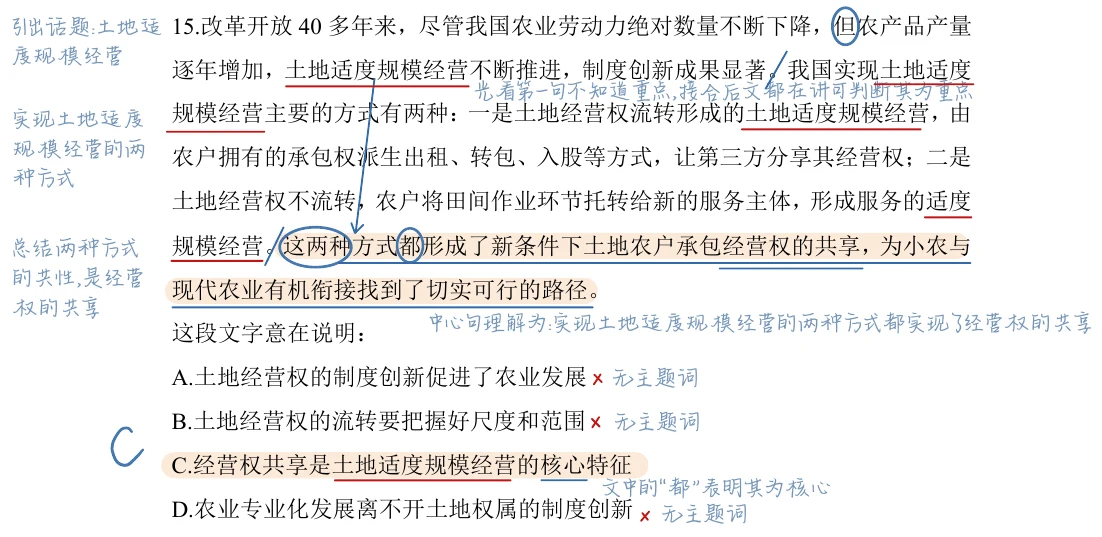 引出话题:土地适
度规模经营
15.改革开放 40 多年来，尽管我国农业劳动力绝对数量不断下降，但农产品产量
逐年增加，土地适度规模经营不断推进，制度创新成果显著。我国实现土地适度
光看第一句不知道重点,接合后文都在讲可判断其为重点
规模经营主要的方式有两种：一是土地经营权流转形成的土地适度规模经营，由
实现土地适度
规模经营的两
种方式
农户拥有的承包权派生出租、转包、入股等方式，让第三方分享其经营权；二是
土地经营权不流转，农户将田间作业环节托转给新的服务主体，形成服务的适度
规模经营。这两种方式都形成了新条件下土地农户承包经营权的共享，为小农与
总结两种方式
的共性,是经营
权的共享
现代农业有机衔接找到了切实可行的路径。
中心句理解为:实现土地适度规模经营的两种方式都实现了经营权的共享
这段文字意在说明：
A.土地经营权的制度创新促进了农业发展 × 无主题词
B.土地经营权的流转要把握好尺度和范围 × 无主题词
C
C.经营权共享是土地适度规模经营的核心特征
文中的“都”表明其为核心
D.农业专业化发展离不开土地权属的制度创新 × 无主题词